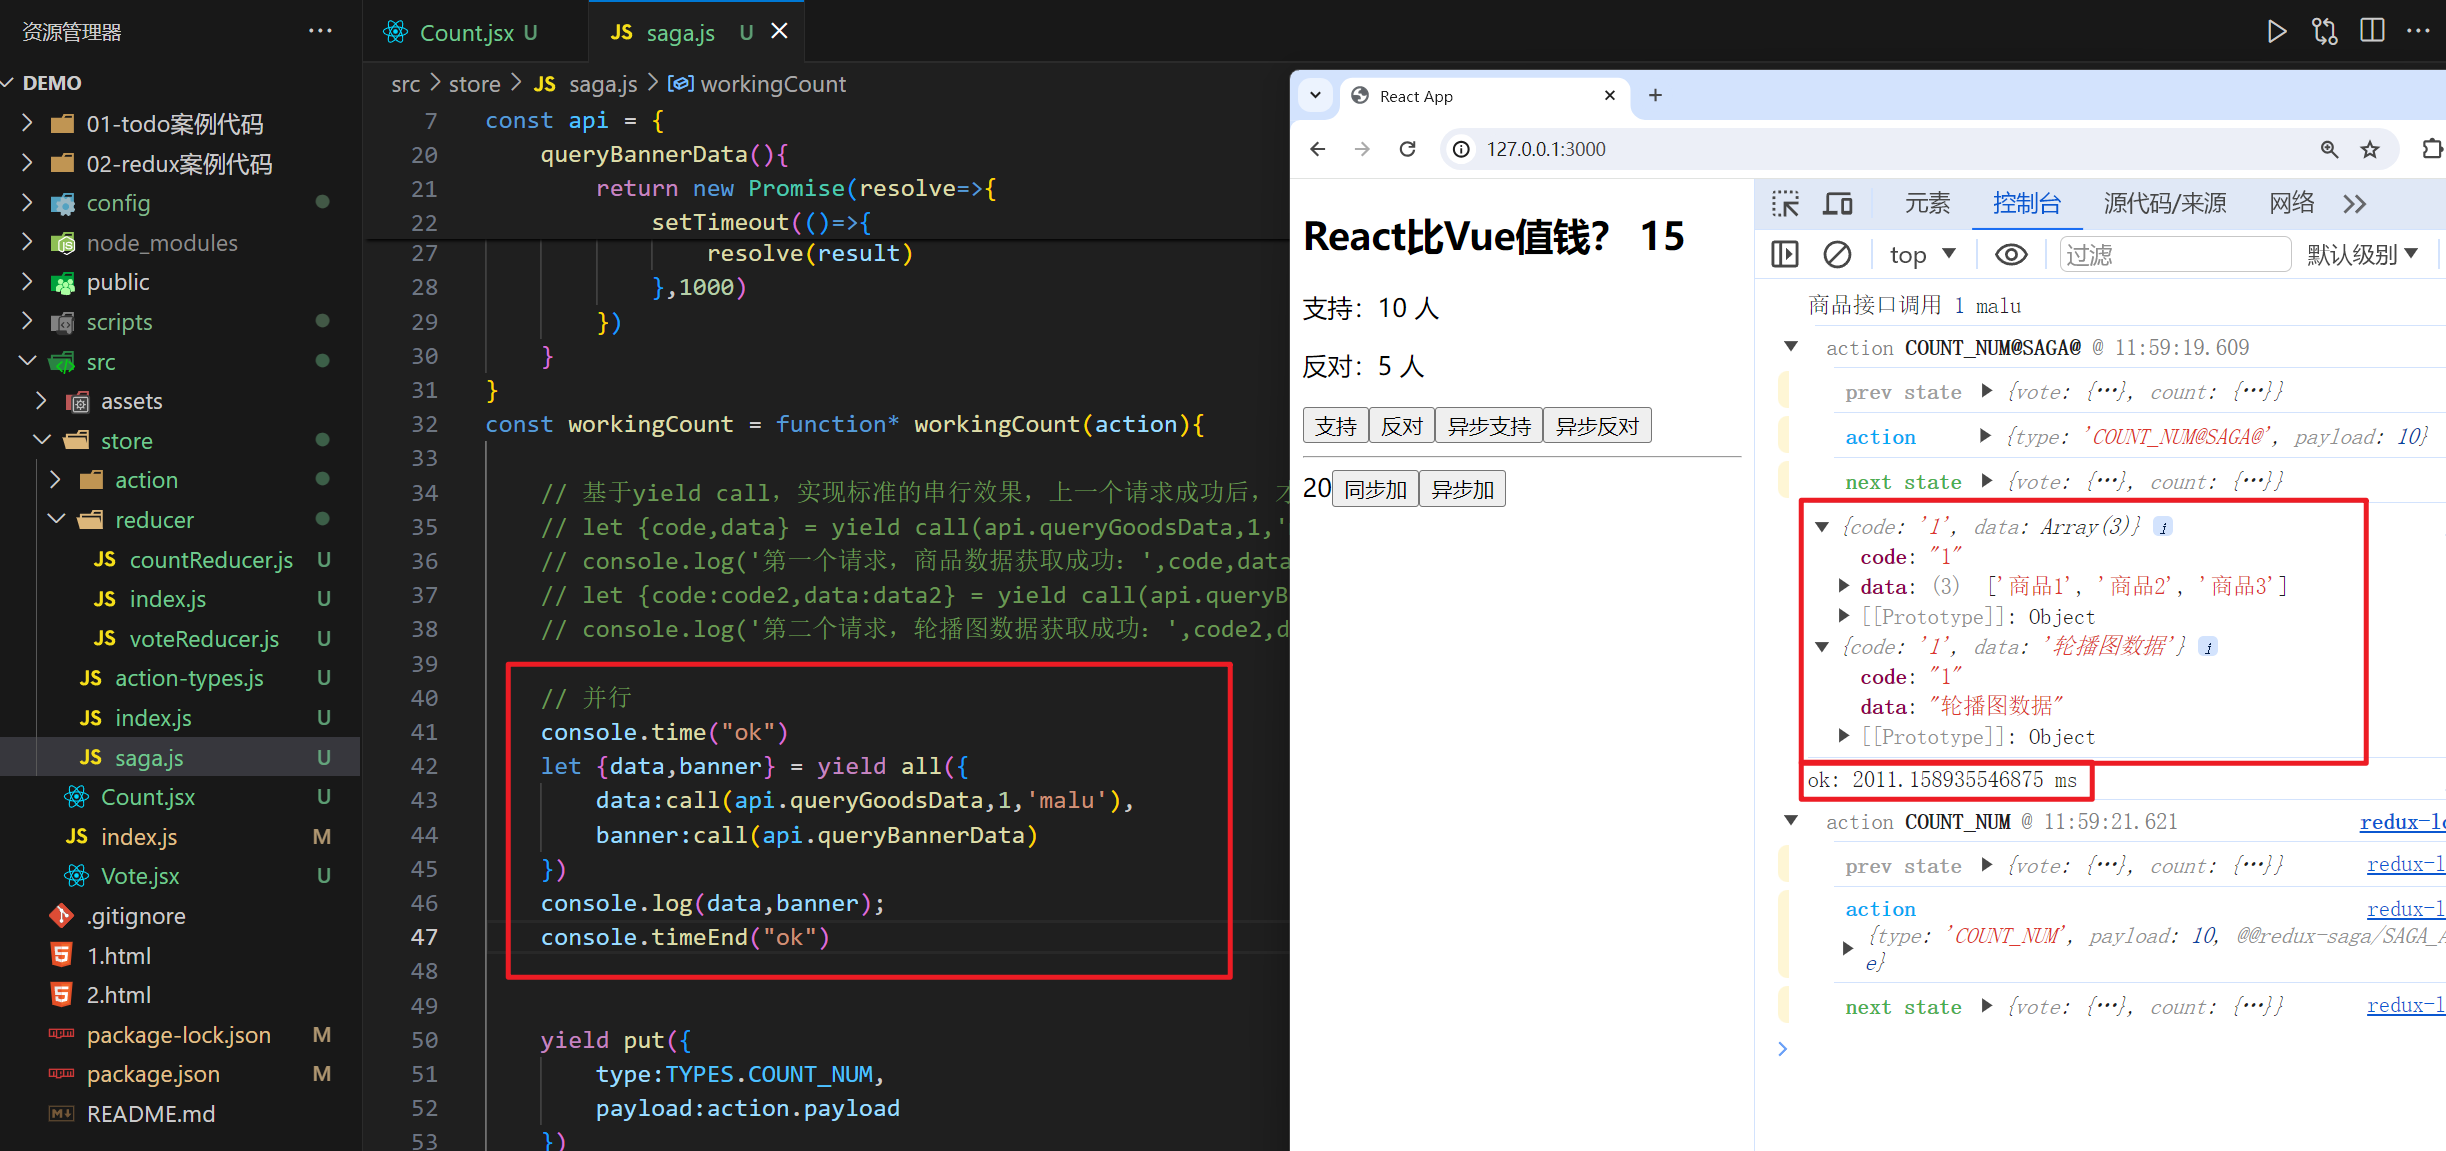 资源管理器
DEMO
01-todo案例代码
02-redux案例代码
config
node_modules
public
scripts
src
assets
store
action
reducer
countReducer.js U
index.js U
voteReducer.js U
action-types.js U
index.js U
saga.js U
Count.jsx U
index.js M
Vote.jsx U
.gitignore
1.html
2.html
package-lock.json M
package.json M
README.md
Count.jsx U
JS saga.js U
src > store > JS saga.js > workingCount
7 const api = {
20 queryBannerData(){
21 return new Promise(resolve=>{
22 setTimeout(()=>{
27 resolve(result)
28 },1000)
29 })
30 }
31 }
32 const workingCount = function* workingCount(action){
33
34 // 基于yield call，实现标准的串行效果，上一个请求成功后，才
35 // let {code,data} = yield call(api.queryGoodsData,1,'
36 // console.log('第一个请求，商品数据获取成功：',code,data
37 // let {code:code2,data:data2} = yield call(api.queryB
38 // console.log('第二个请求，轮播图数据获取成功：',code2,d
39
40 // 并行
41 console.time("ok")
42 let {data,banner} = yield all({
43 data:call(api.queryGoodsData,1,'malu'),
44 banner:call(api.queryBannerData)
45 })
46 console.log(data,banner);
47 console.timeEnd("ok")
48
49
50 yield put({
51 type:TYPES.COUNT_NUM,
52 payload:action.payload
53 })
React App
127.0.0.1:3000
React比Vue值钱？ 15
支持：10 人
反对：5 人
支持 反对 异步支持 异步反对
20 同步加 异步加
元素 控制台 源代码/来源 网络
top 过滤 默认级别
商品接口调用 1 malu
action COUNT_NUM@SAGA@ @ 11:59:19.609
prev state {vote: {…}, count: {…}}
action {type: 'COUNT_NUM@SAGA@', payload: 10}
next state {vote: {…}, count: {…}}
{code: '1', data: Array(3)} i
code: "1"
data: (3) ['商品1', '商品2', '商品3']
[[Prototype]]: Object
{code: '1', data: '轮播图数据'} i
code: "1"
data: "轮播图数据"
[[Prototype]]: Object
ok: 2011.158935546875 ms
action COUNT_NUM @ 11:59:21.621 redux-lo
prev state {vote: {…}, count: {…}} redux-l
action redux-l
{type: 'COUNT_NUM', payload: 10, @@redux-saga/SAGA_A
e}
next state {vote: {…}, count: {…}} redux-l